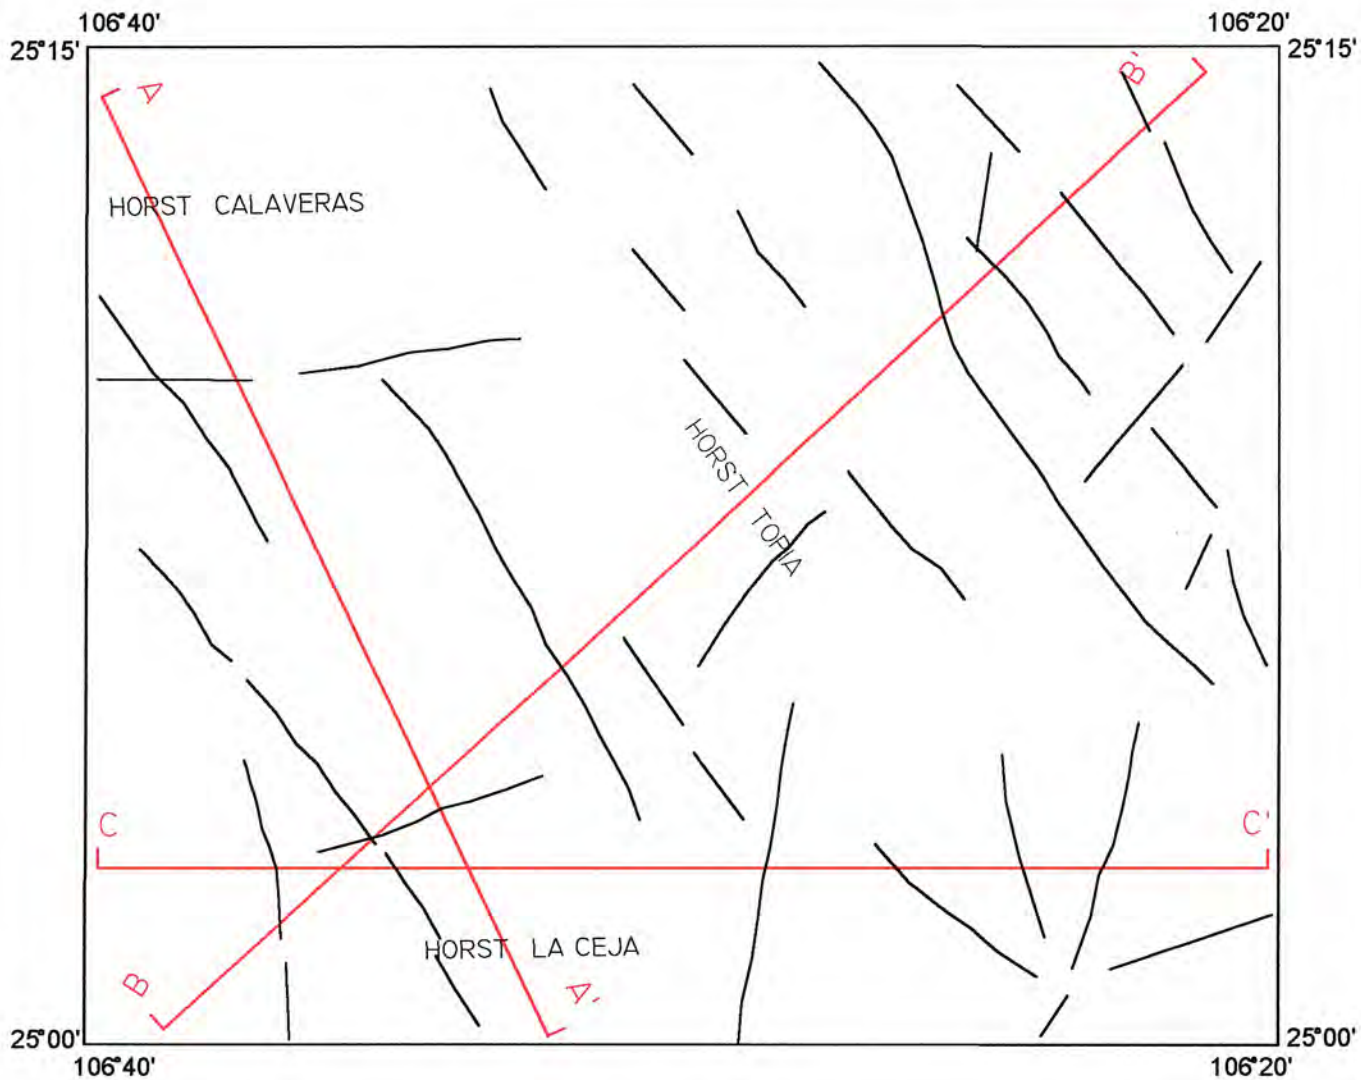 106°40'
106°20'
25°15'
25°15'
A
B'
HORST CALAVERAS
HORST TOPIA
C
C'
HORST LA CEJA
B
A'
25°00'
25°00'
106°40'
106°20'